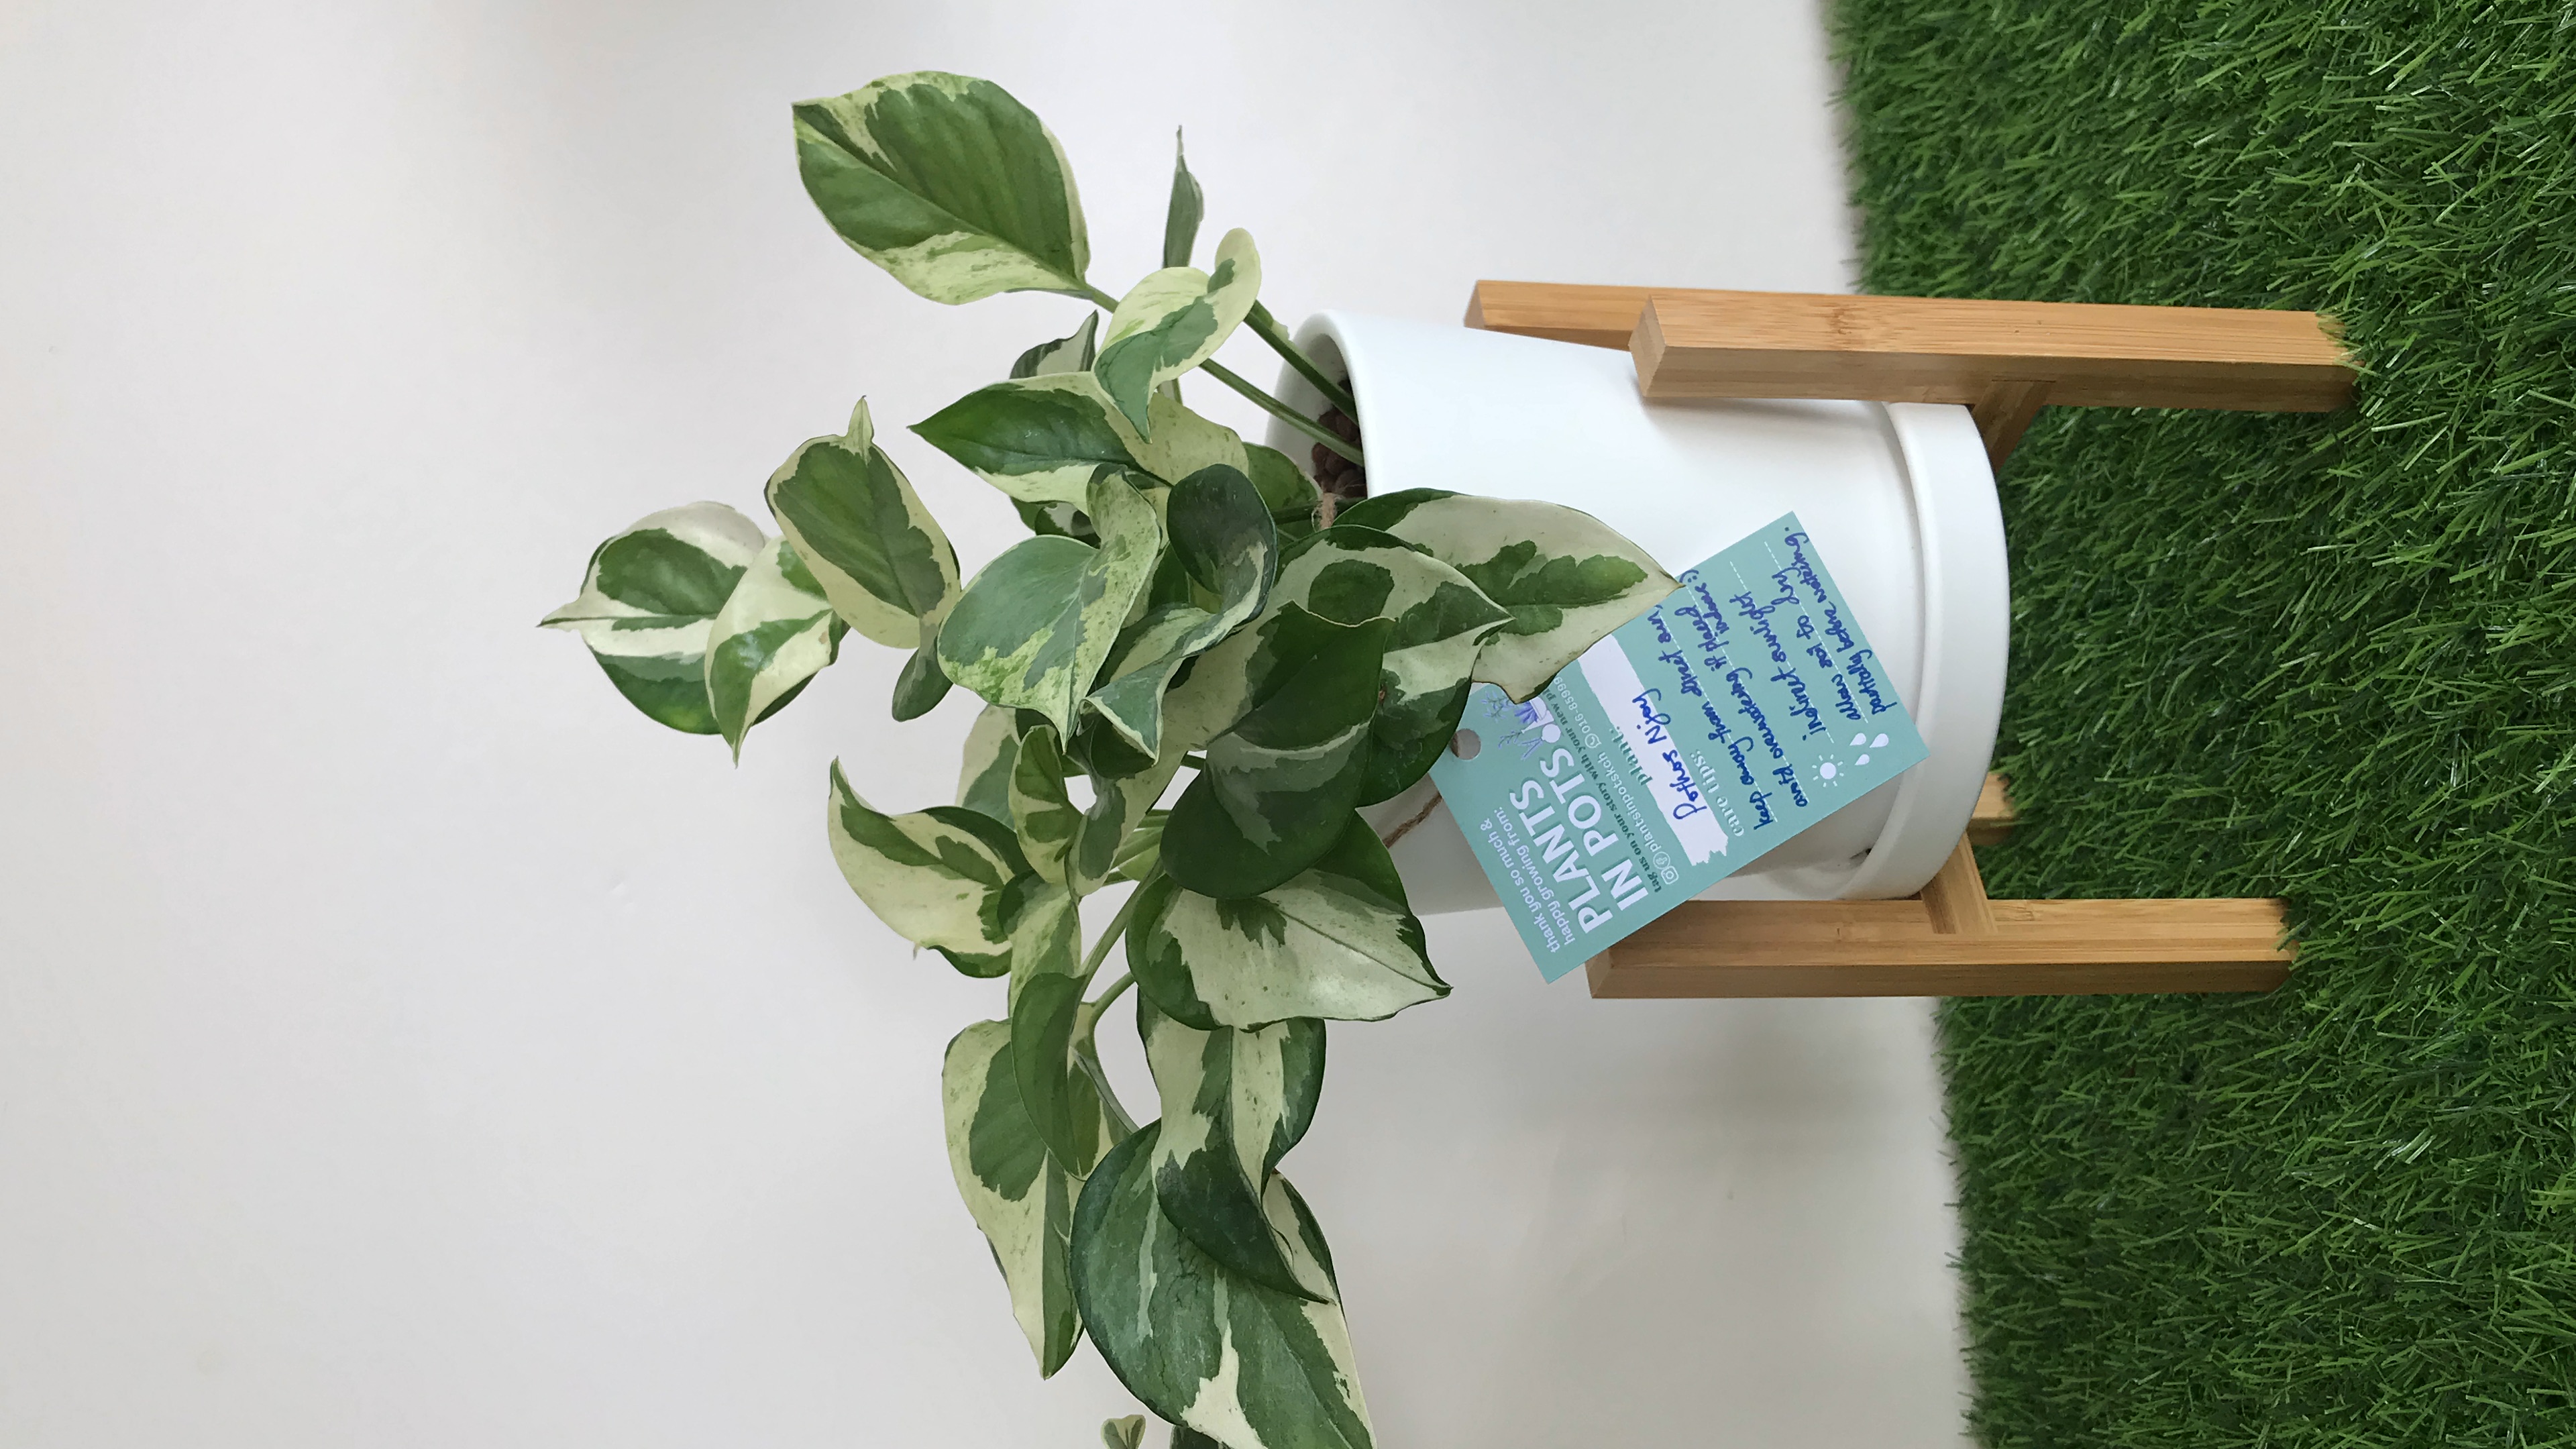 thank you so much &
happy growing from:
PLANTS
IN POTS
tag us on your story with your new
plantsinpotskch 016-85999
plant:
Pothos Njoy
care tips:
keep away from direct sun
avoid overwatering if placed
indoors :)
indirect sunlight
allow soil to dry
partially before watering.